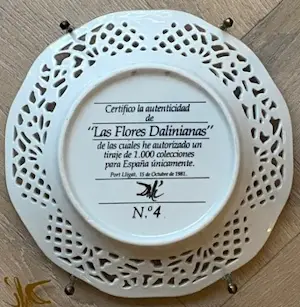 Certifico la autenticidad
de
"Las Flores Dalinianas"
de las cuales he autorizado un
tiraje de 1.000 colecciones
para España únicamente.
Port Lligat, 15 de Octubre de 1981.
N.º 4